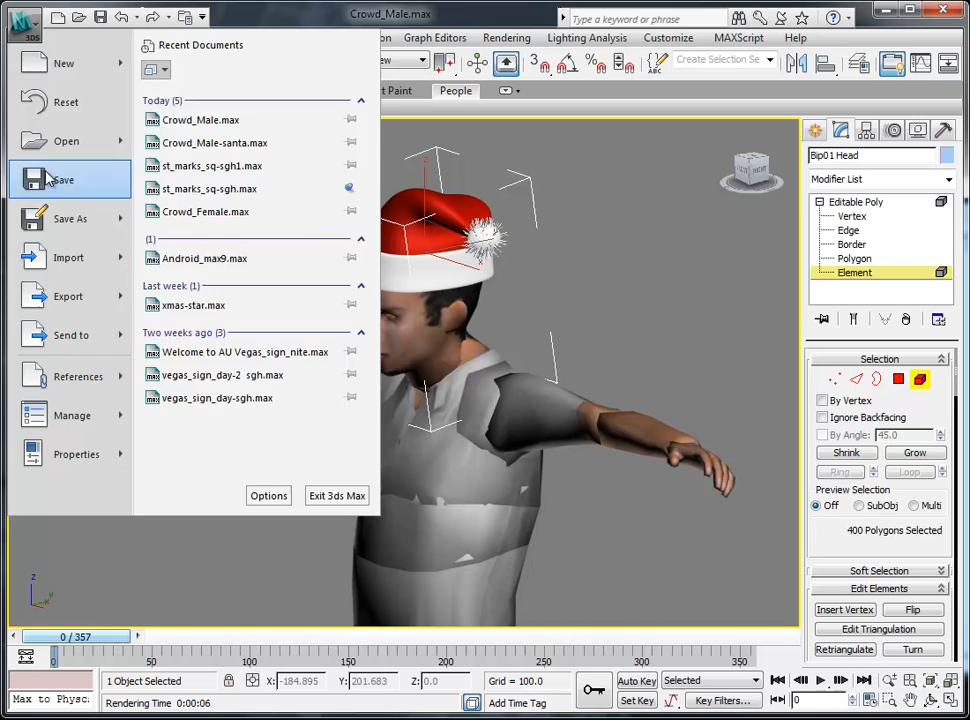 Crowd_Male.max
Type a keyword or phrase
3DS
Graph Editors
Rendering
Customize
MAXScript
Help
Create Selection Se
t Paint
People
New
Reset
Open
Save
Save As
Import
Export
Send to
References
Manage
Properties
Recent Documents
Today (5)
Crowd_Male.max
Crowd_Male-santa.max
st_marks_sq-sgh1.max
st_marks_sq-sgh.max
Crowd_Female.max
(1)
Android_max9.max
Last week (1)
xmas-star.max
Two weeks ago (3)
Welcome to AU Vegas_sign_nite.max
vegas_sign_day-2 sgh.max
vegas_sign_day-sgh.max
Options
Exit 3ds Max
Bip01 Head
Modifier List
Editable Poly
Vertex
Edge
Border
Polygon
Element
Selection
By Vertex
Ignore Backfacing
By Angle: 45.0
Shrink
Grow
Ring
Loop
Preview Selection
Off
SubObj
Multi
400 Polygons Selected
Soft Selection
Edit Elements
Insert Vertex
Flip
Edit Triangulation
Retriangulate
Turn
z
x
z
y
0 / 357
0
50
100
150
200
250
300
350
1 Object Selected
X: -184.895
Y: 201.683
Z: 0.0
Grid = 100.0
Auto Key
Selected
Max to Physc
Rendering Time 0:00:06
Add Time Tag
Set Key
Key Filters...
0